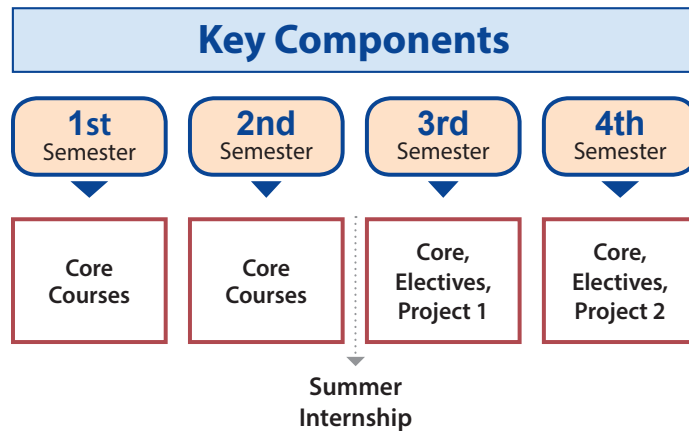 Key Components
1st
Semester
2nd
Semester
3rd
Semester
4th
Semester
Core
Courses
Core
Courses
Core,
Electives,
Project 1
Core,
Electives,
Project 2
Summer
Internship